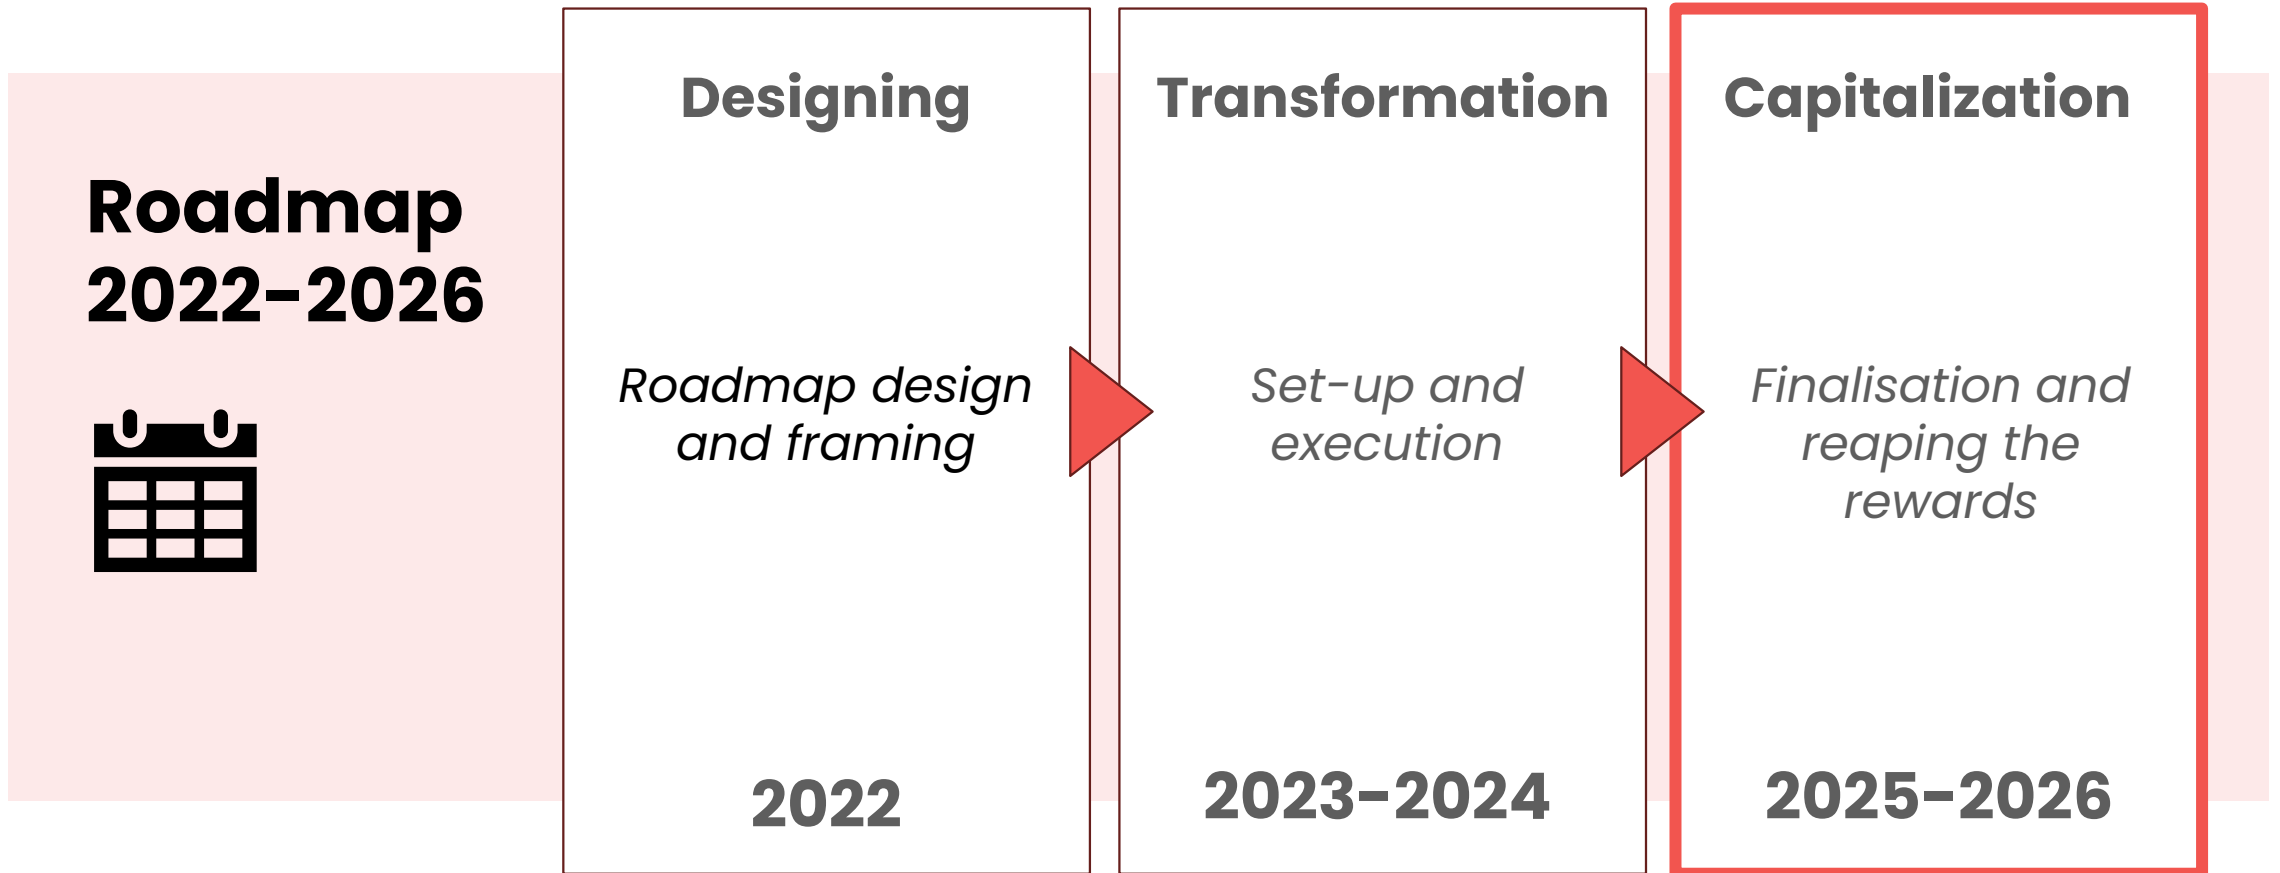 Roadmap
2022-2026
Designing
Roadmap design
and framing
2022
Transformation
Set-up and
execution
2023-2024
Capitalization
Finalisation and
reaping the
rewards
2025-2026